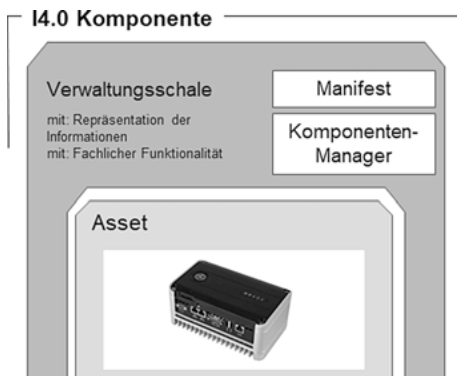 I4.0 Komponente
Verwaltungsschale
mit: Repräsentation der
Informationen
mit: Fachlicher Funktionalität
Manifest
Komponenten-
Manager
Asset